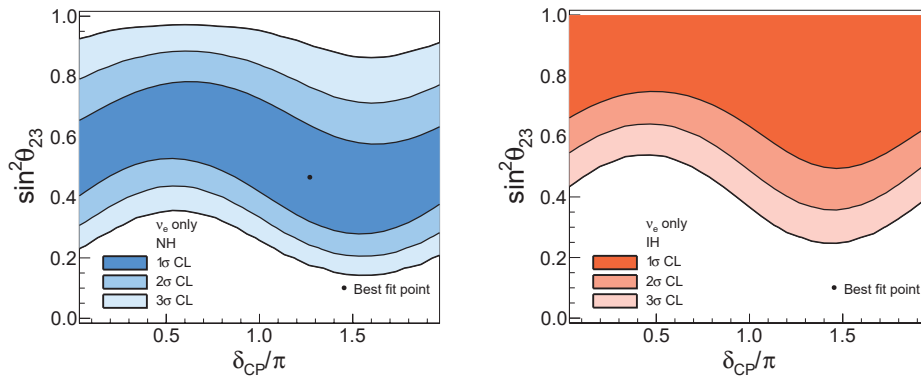 1.0
0.8
0.6
0.4
0.2
0.0
sin²θ₂₃
νₑ only
NH
1σ CL
2σ CL
3σ CL
Best fit point
0.5
1.0
1.5
δ_CP/π
1.0
0.8
0.6
0.4
0.2
0.0
sin²θ₂₃
νₑ only
IH
1σ CL
2σ CL
3σ CL
Best fit point
0.5
1.0
1.5
δ_CP/π